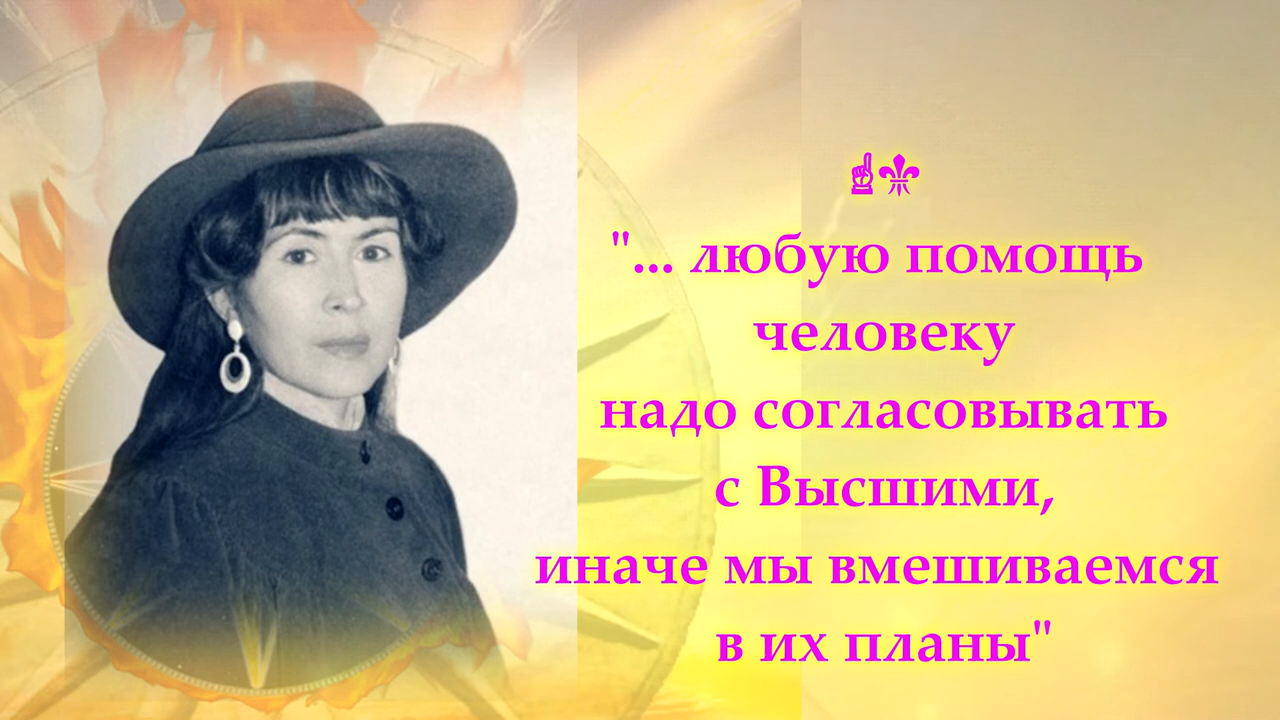 ☝⚜
"... любую помощь
человеку
надо согласовывать
с Высшими,
иначе мы вмешиваемся
в их планы"